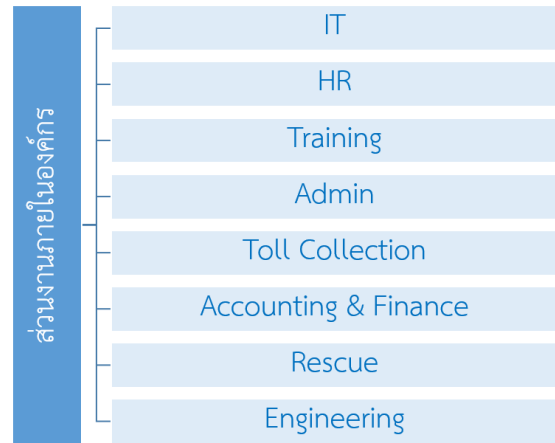 ส่วนงานภายในองค์กร
IT
HR
Training
Admin
Toll Collection
Accounting & Finance
Rescue
Engineering